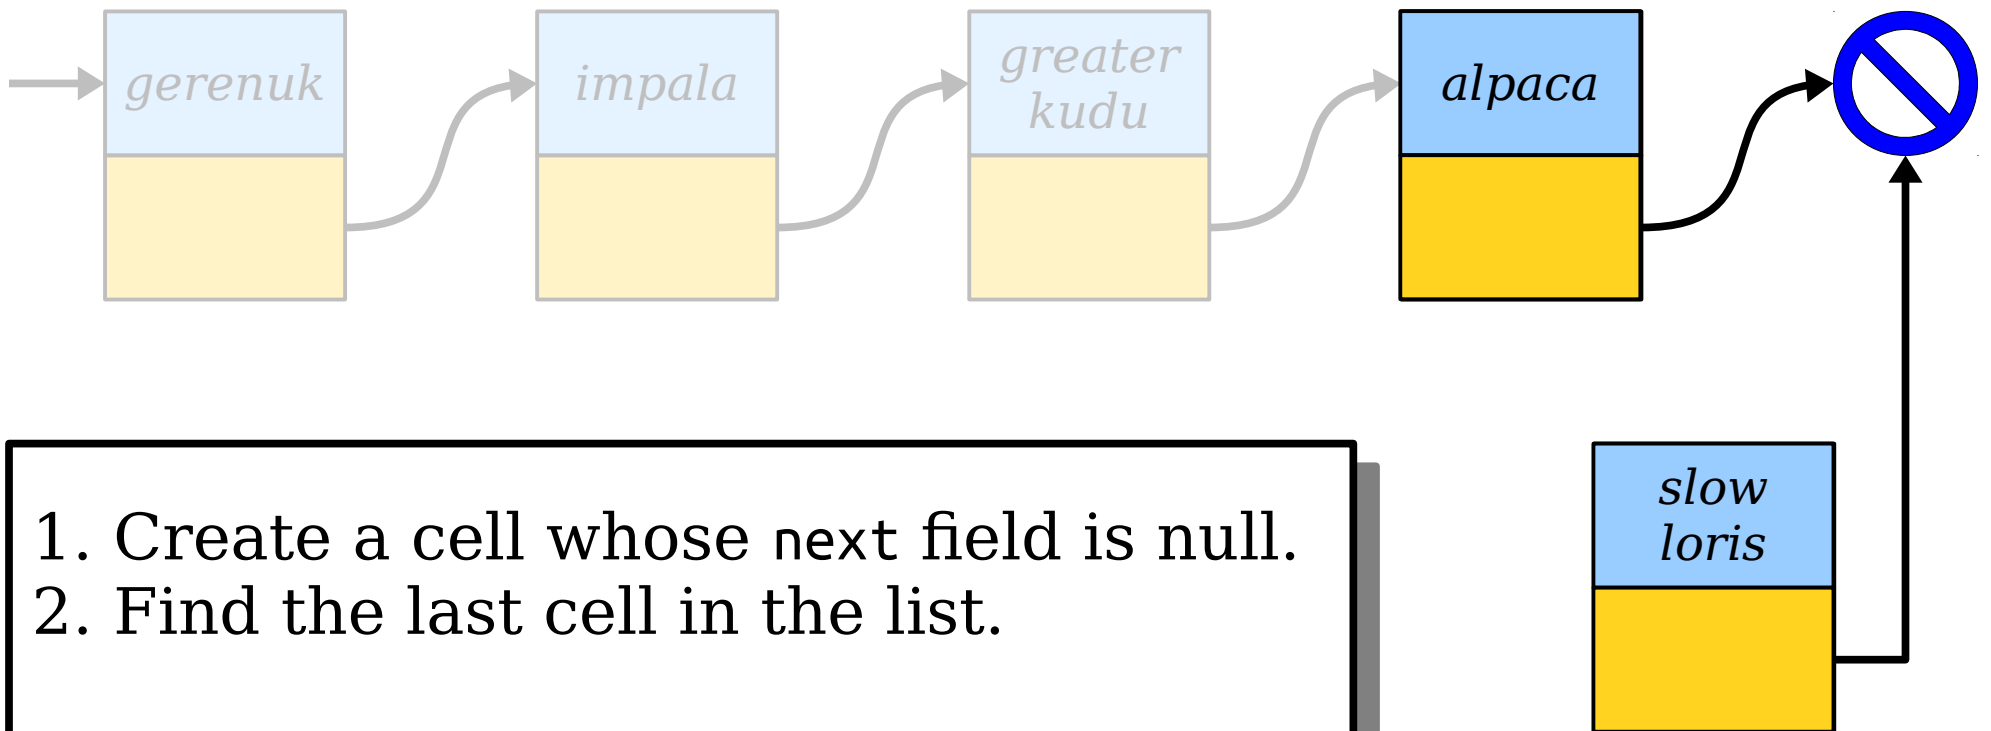 gerenuk
impala
greater
kudu
alpaca
1. Create a cell whose next field is null.
2. Find the last cell in the list.
slow
loris